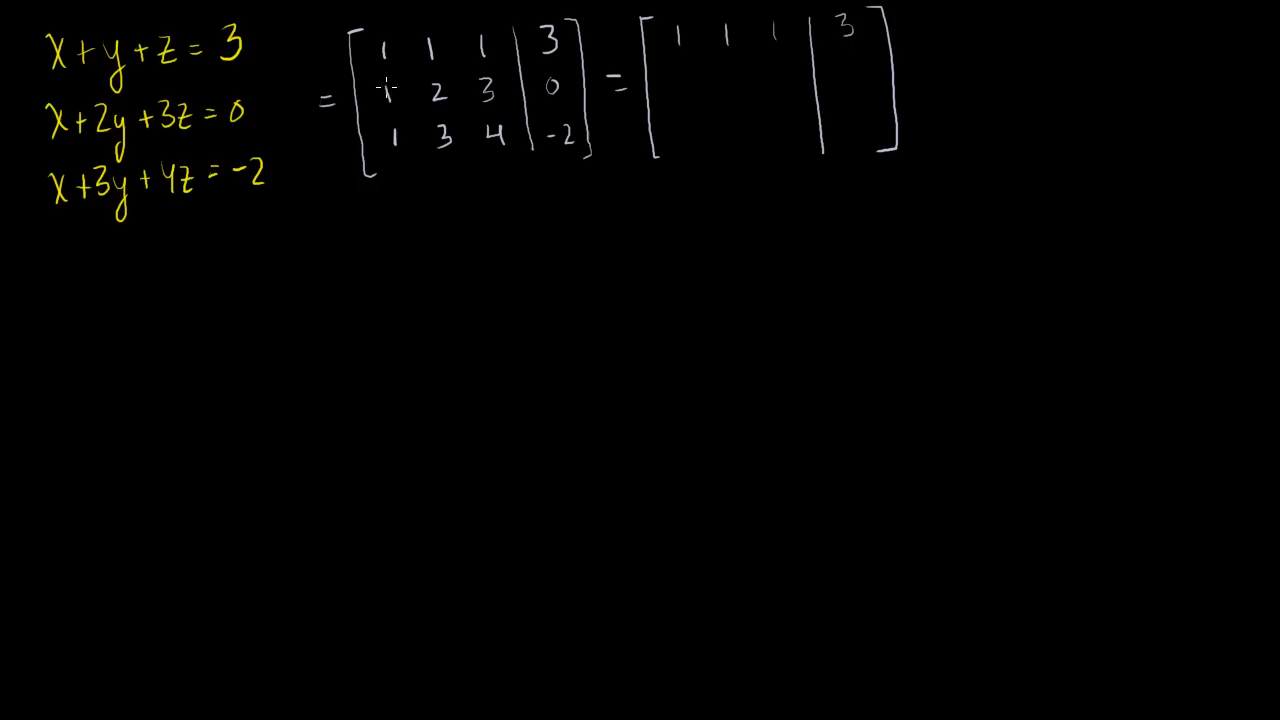 x+y+z=3
x+2y+3z=0
x+3y+4z=-2
= [ 1 1 1 | 3
1 2 3 | 0
1 3 4 | -2 ]
= [ 1 1 1 | 3 ]